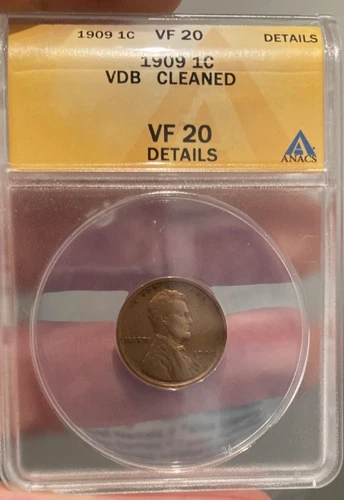 1909 1C VF 20 DETAILS
1909 1C
VDB CLEANED
VF 20
DETAILS
ANACS
LIBERTY